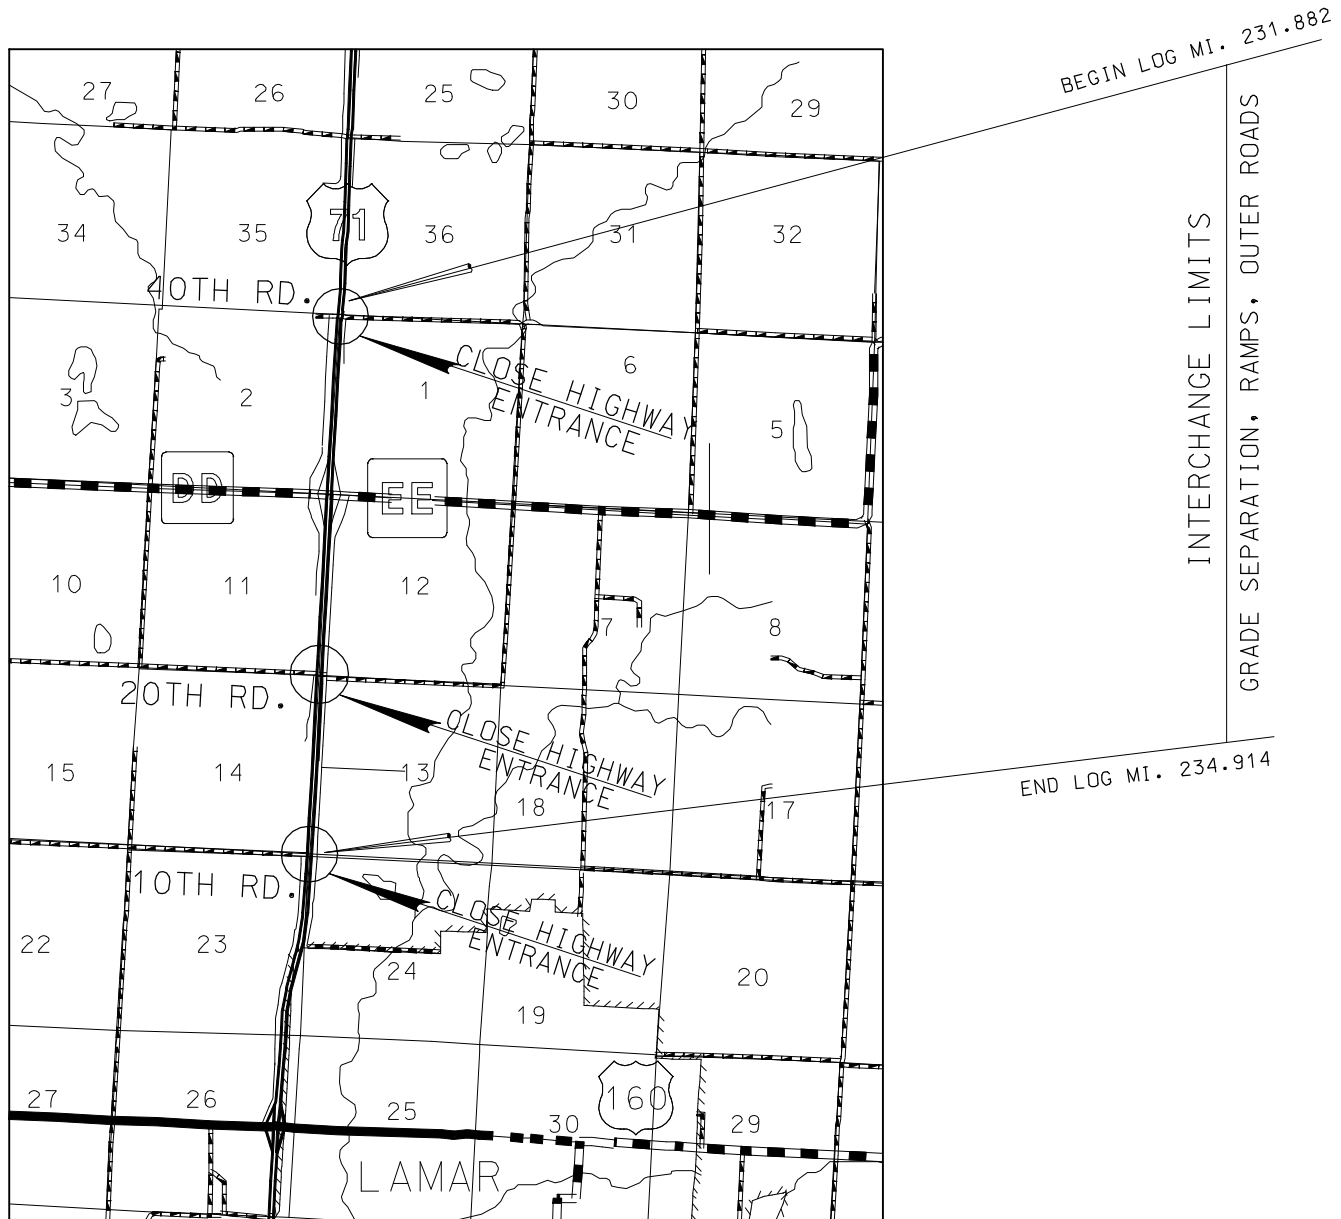 BEGIN LOG MI. 231.882
27
26
25
30
29
34
35
71
36
31
32
40TH RD.
CLOSE HIGHWAY
ENTRANCE
3
2
1
6
5
DD
EE
10
11
12
7
8
20TH RD.
CLOSE HIGHWAY
ENTRANCE
15
14
13
18
17
10TH RD.
CLOSE HIGHWAY
ENTRANCE
22
23
24
19
20
27
26
25
30
160
29
LAMAR
INTERCHANGE LIMITS
GRADE SEPARATION, RAMPS, OUTER ROADS
END LOG MI. 234.914